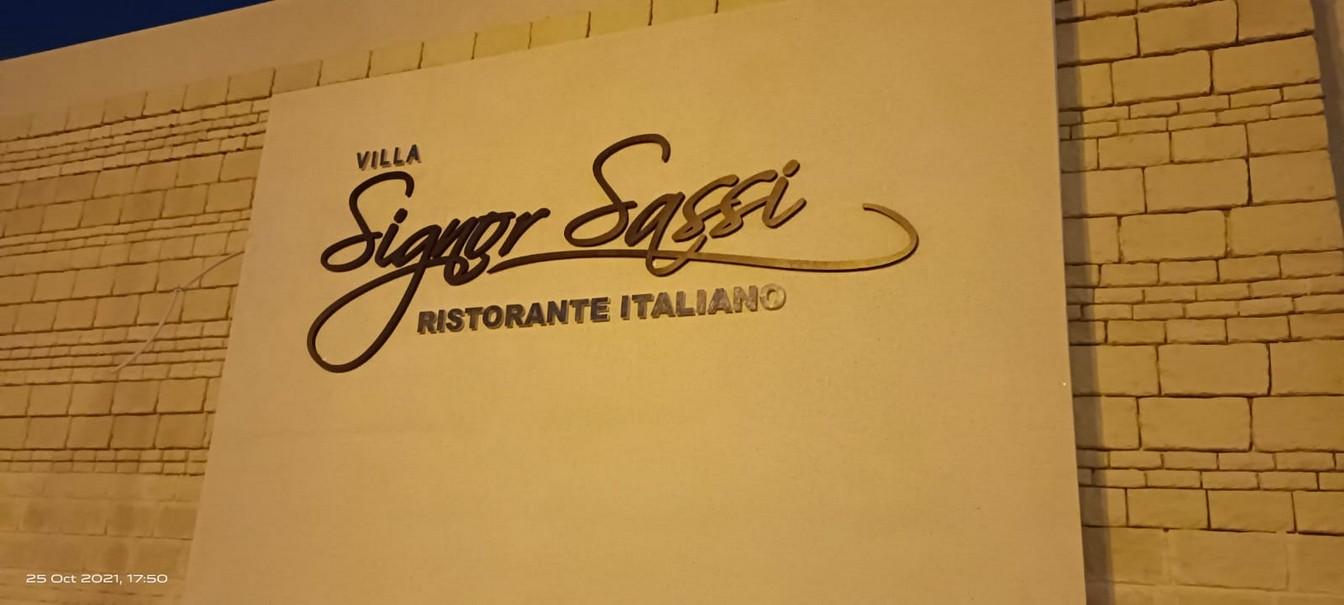 VILLA
Signor Sassi
RISTORANTE ITALIANO
25 Oct 2021, 17:50